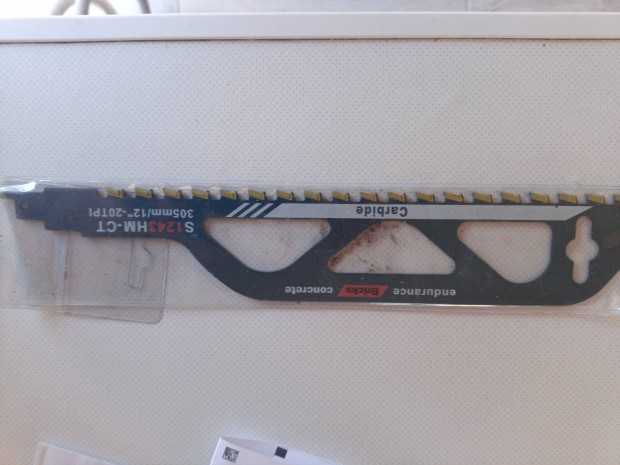 S1243HM-CT
305mm/12"-20TPI
Carbide
endurance Bricks concrete